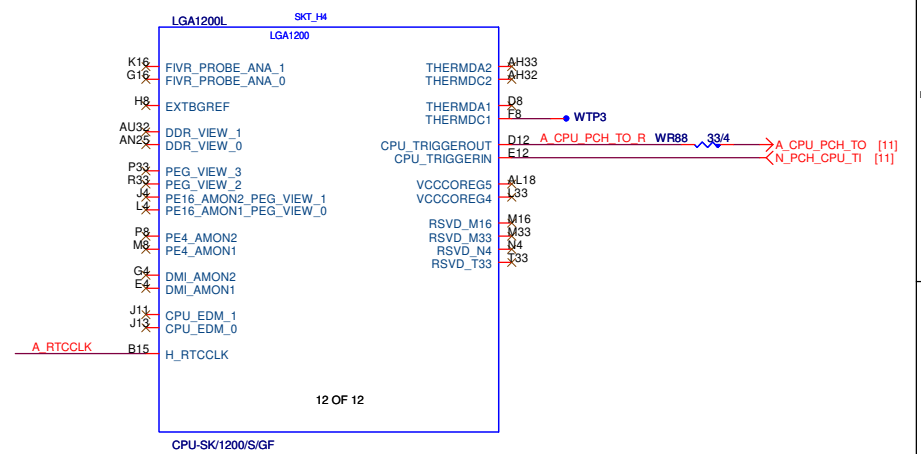 LGA1200L SKT_H4
LGA1200
K16 FIVR_PROBE_ANA_1 THERMDA2 AH33
G16 FIVR_PROBE_ANA_0 THERMDC2 AH32
H8 EXTBGREF THERMDA1 D8
THERMDC1 F8 WTP3
AU32 DDR_VIEW_1
AN25 DDR_VIEW_0 CPU_TRIGGEROUT D12 A_CPU_PCH_TO_R WR88 33/4 A_CPU_PCH_TO [11]
CPU_TRIGGERIN E12 N_PCH_CPU_TI [11]
P33 PEG_VIEW_3
R33 PEG_VIEW_2 VCCCOREG5 AL18
J4 PE16_AMON2_PEG_VIEW_1 VCCCOREG4 L33
L4 PE16_AMON1_PEG_VIEW_0
RSVD_M16 M16
P8 PE4_AMON2 RSVD_M33 M33
M8 PE4_AMON1 RSVD_N4 N4
RSVD_T33 T33
G4 DMI_AMON2
E4 DMI_AMON1
J11 CPU_EDM_1
J13 CPU_EDM_0
A_RTCCLK B15 H_RTCCLK
12 OF 12
CPU-SK/1200/S/GF